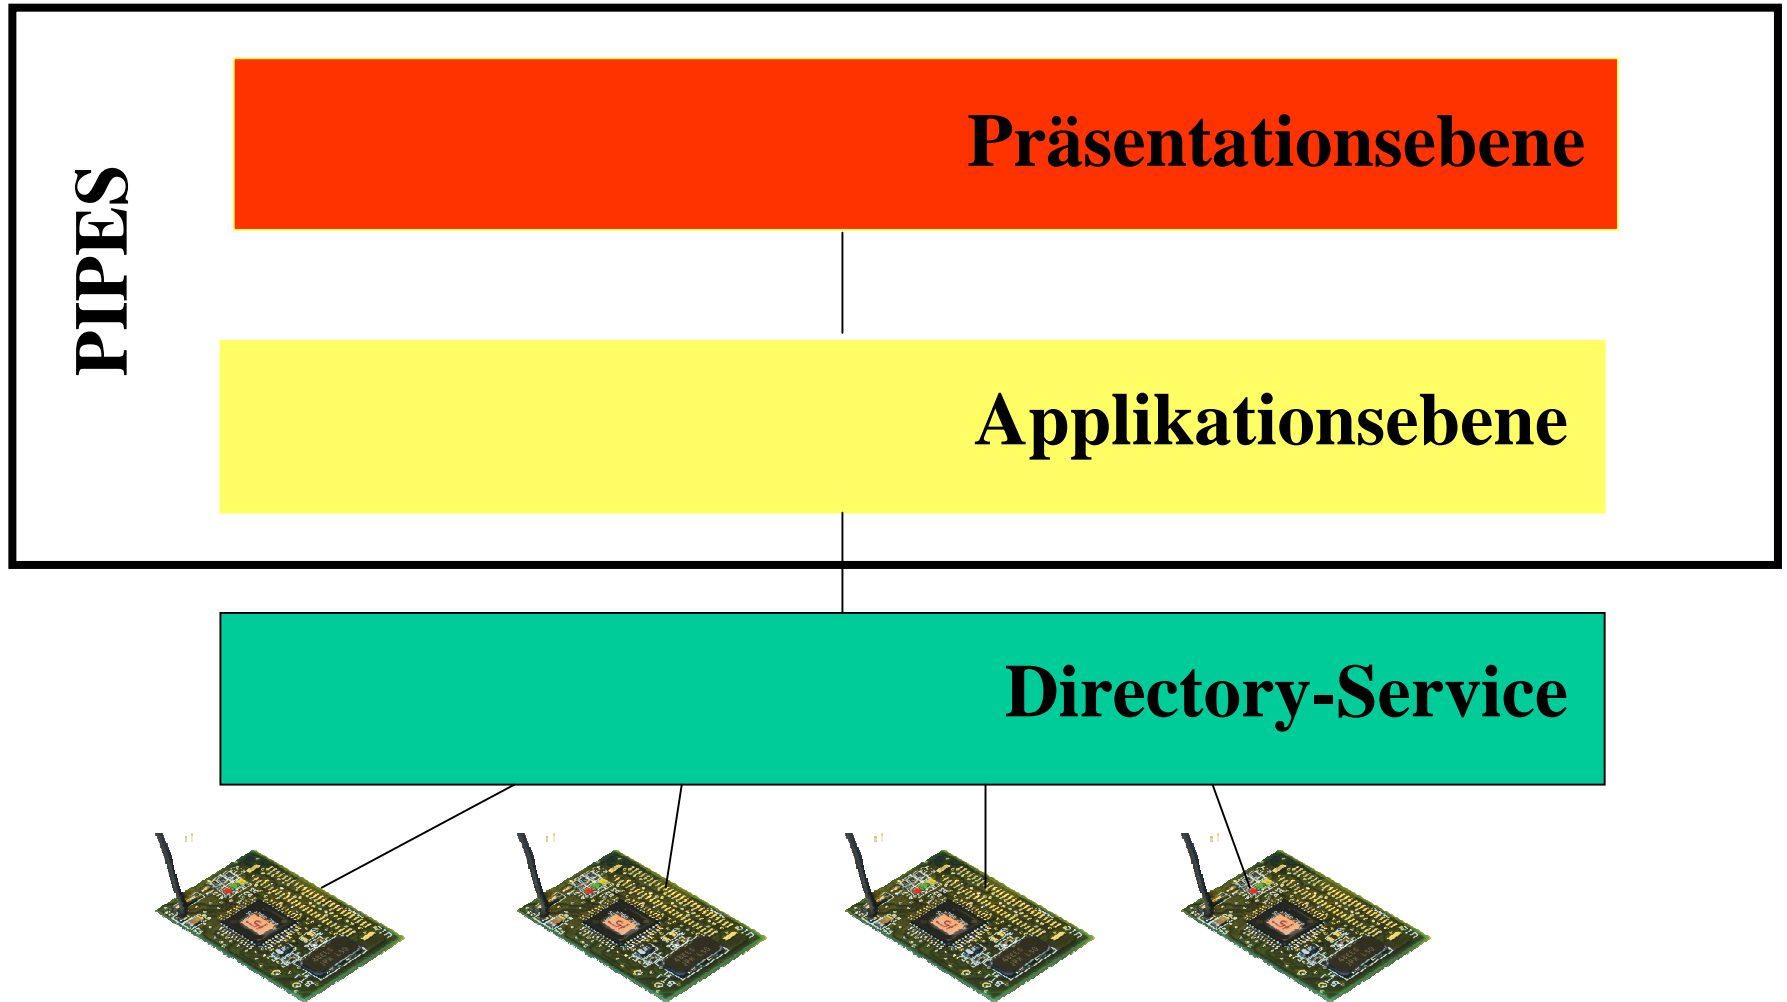 PIPES
Präsentationsebene
Applikationsebene
Directory-Service